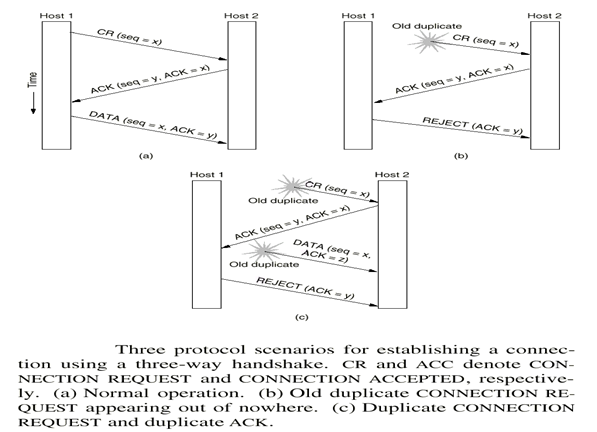 Host 1
Host 2
CR (seq = x)
ACK (seq = y, ACK = x)
DATA (seq = x, ACK = y)
Time
(a)
Host 1
Host 2
Old duplicate
CR (seq = x)
ACK (seq = y, ACK = x)
REJECT (ACK = y)
(b)
Host 1
Host 2
CR (seq = x)
Old duplicate
ACK (seq = y, ACK = x)
DATA (seq = x,
ACK = z)
Old duplicate
REJECT (ACK = y)
(c)
Three protocol scenarios for establishing a connec-
tion using a three-way handshake. CR and ACC denote CON-
NECTION REQUEST and CONNECTION ACCEPTED, respective-
ly. (a) Normal operation. (b) Old duplicate CONNECTION RE-
QUEST appearing out of nowhere. (c) Duplicate CONNECTION
REQUEST and duplicate ACK.